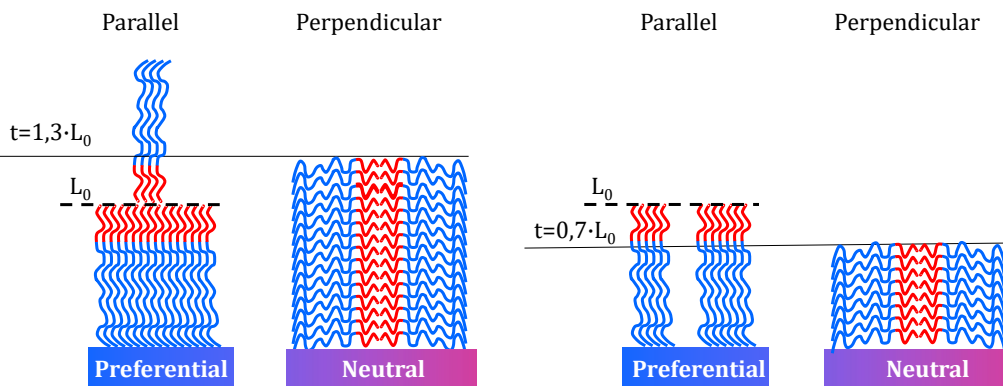 Parallel
Perpendicular
Parallel
Perpendicular
t=1,3·L₀
L₀
L₀
t=0,7·L₀
Preferential
Neutral
Preferential
Neutral